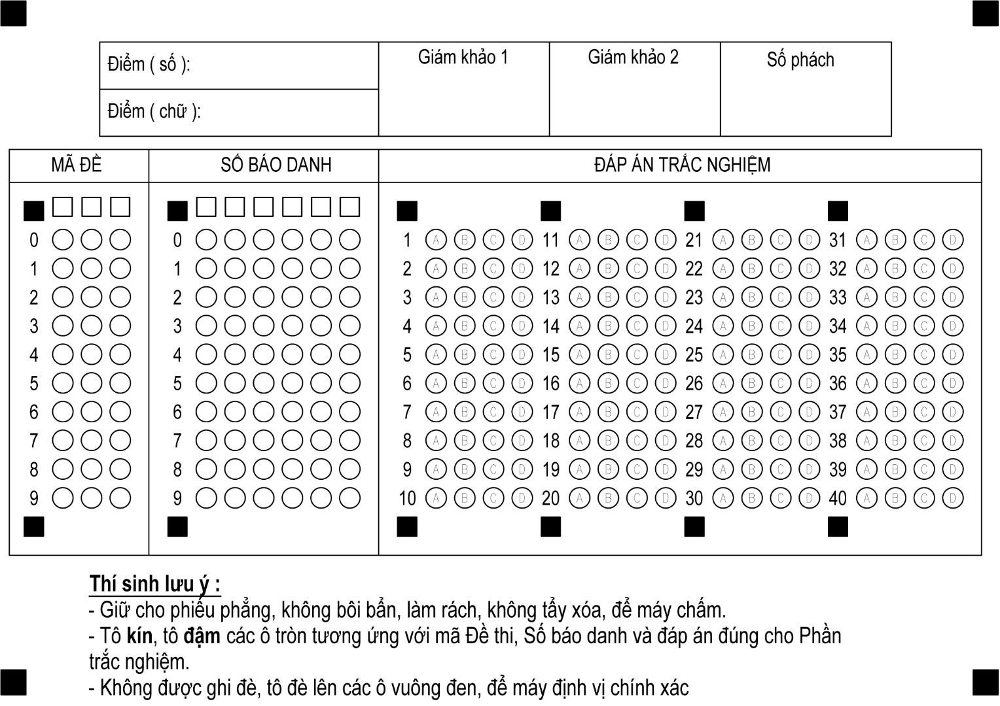 Điểm ( số ): Giám khảo 1 Giám khảo 2 Số phách
Điểm ( chữ ):
MÃ ĐỀ SỐ BÁO DANH ĐÁP ÁN TRẮC NGHIỆM
0 0 1 A B C D 11 A B C D 21 A B C D 31 A B C D
1 1 2 A B C D 12 A B C D 22 A B C D 32 A B C D
2 2 3 A B C D 13 A B C D 23 A B C D 33 A B C D
3 3 4 A B C D 14 A B C D 24 A B C D 34 A B C D
4 4 5 A B C D 15 A B C D 25 A B C D 35 A B C D
5 5 6 A B C D 16 A B C D 26 A B C D 36 A B C D
6 6 7 A B C D 17 A B C D 27 A B C D 37 A B C D
7 7 8 A B C D 18 A B C D 28 A B C D 38 A B C D
8 8 9 A B C D 19 A B C D 29 A B C D 39 A B C D
9 9 10 A B C D 20 A B C D 30 A B C D 40 A B C D
Thí sinh lưu ý :
- Giữ cho phiếu phẳng, không bôi bẩn, làm rách, không tẩy xóa, để máy chấm.
- Tô kín, tô đậm các ô tròn tương ứng với mã Đề thi, Số báo danh và đáp án đúng cho Phần
trắc nghiệm.
- Không được ghi đè, tô đè lên các ô vuông đen, để máy định vị chính xác